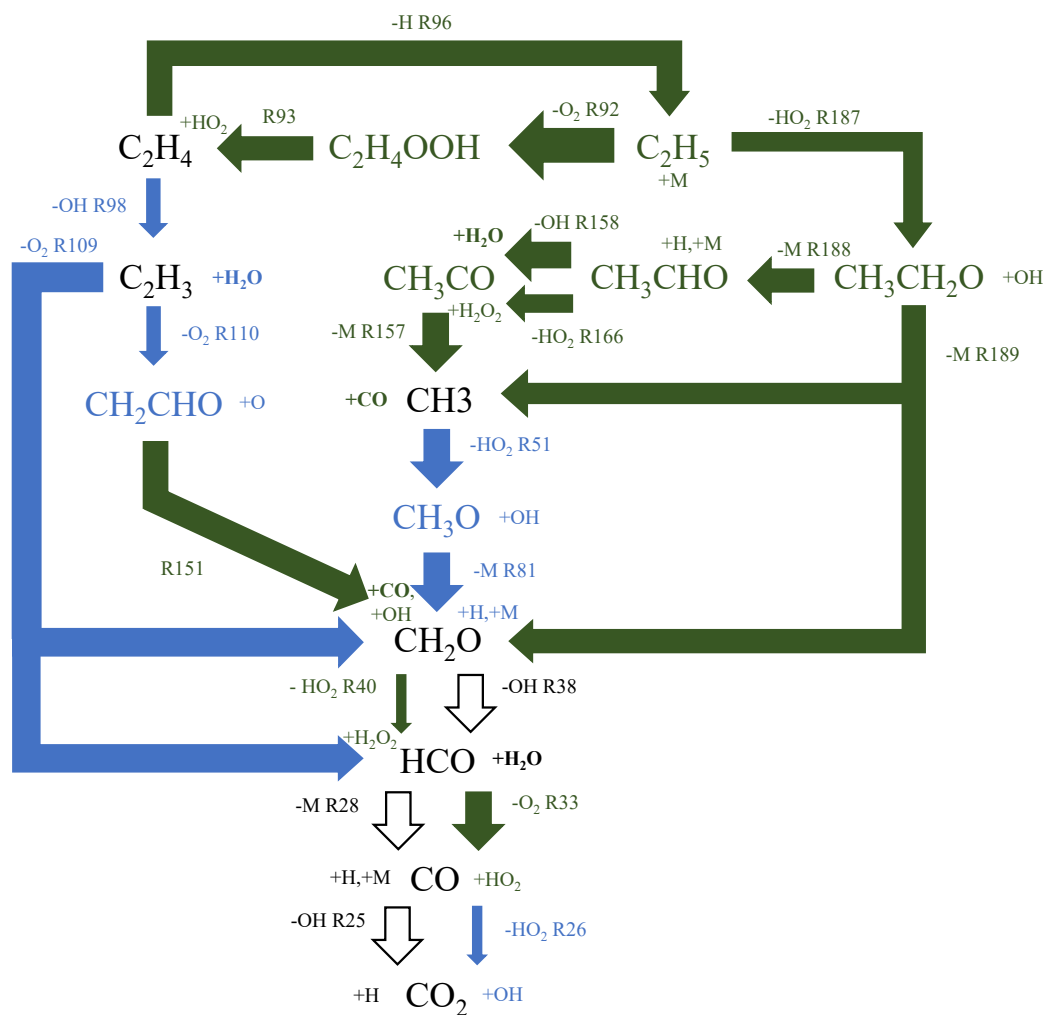 -H R96
+HO₂
R93
-O₂ R92
-HO₂ R187
C₂H₄
C₂H₄OOH
C₂H₅
+M
-OH R98
-O₂ R109
+H₂O
-OH R158
+H,+M
-M R188
C₂H₃
+H₂O
CH₃CO
CH₃CHO
CH₃CH₂O
+OH
+H₂O₂
-O₂ R110
-M R157
-HO₂ R166
-M R189
CH₂CHO
+O
+CO
CH3
-HO₂ R51
CH₃O
+OH
R151
-M R81
+CO,
+OH
+H,+M
CH₂O
- HO₂ R40
-OH R38
+H₂O₂
HCO
+H₂O
-M R28
-O₂ R33
+H,+M
CO
+HO₂
-OH R25
-HO₂ R26
+H
CO₂
+OH